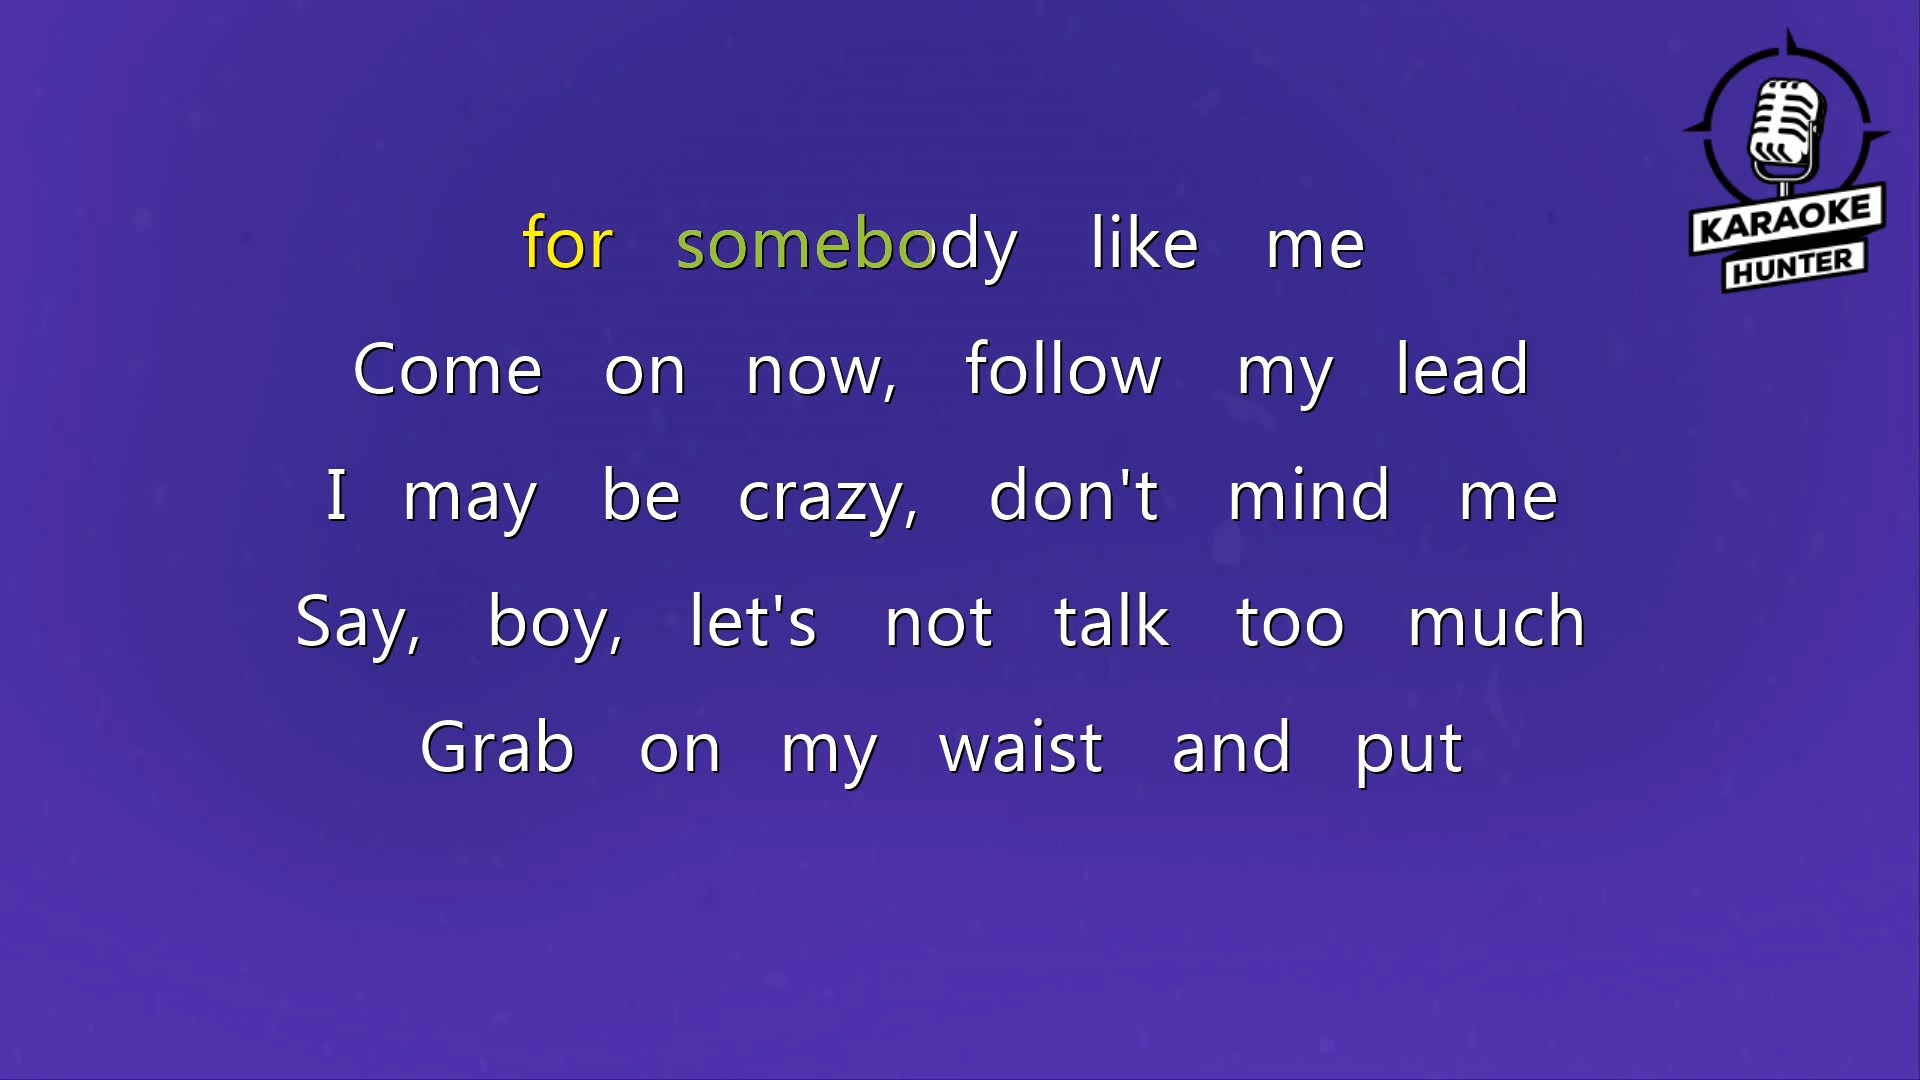 for somebody like me
Come on now, follow my lead
I may be crazy, don't mind me
Say, boy, let's not talk too much
Grab on my waist and put
KARAOKE
HUNTER